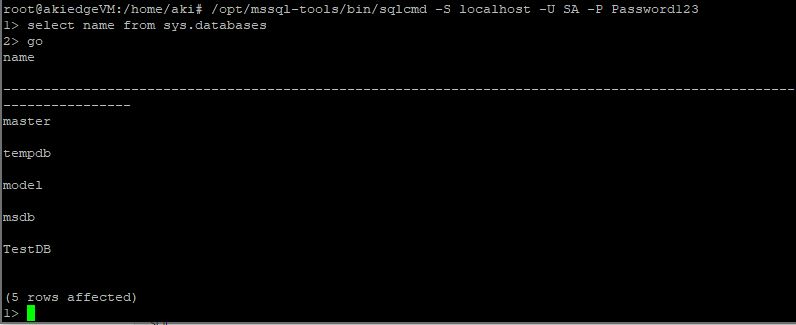 root@akiedgeVM:/home/aki# /opt/mssql-tools/bin/sqlcmd -S localhost -U SA -P Password123
1> select name from sys.databases
2> go
name
---------------------------------------------------------------------------------------------------
----------------
master
tempdb
model
msdb
TestDB
(5 rows affected)
1>